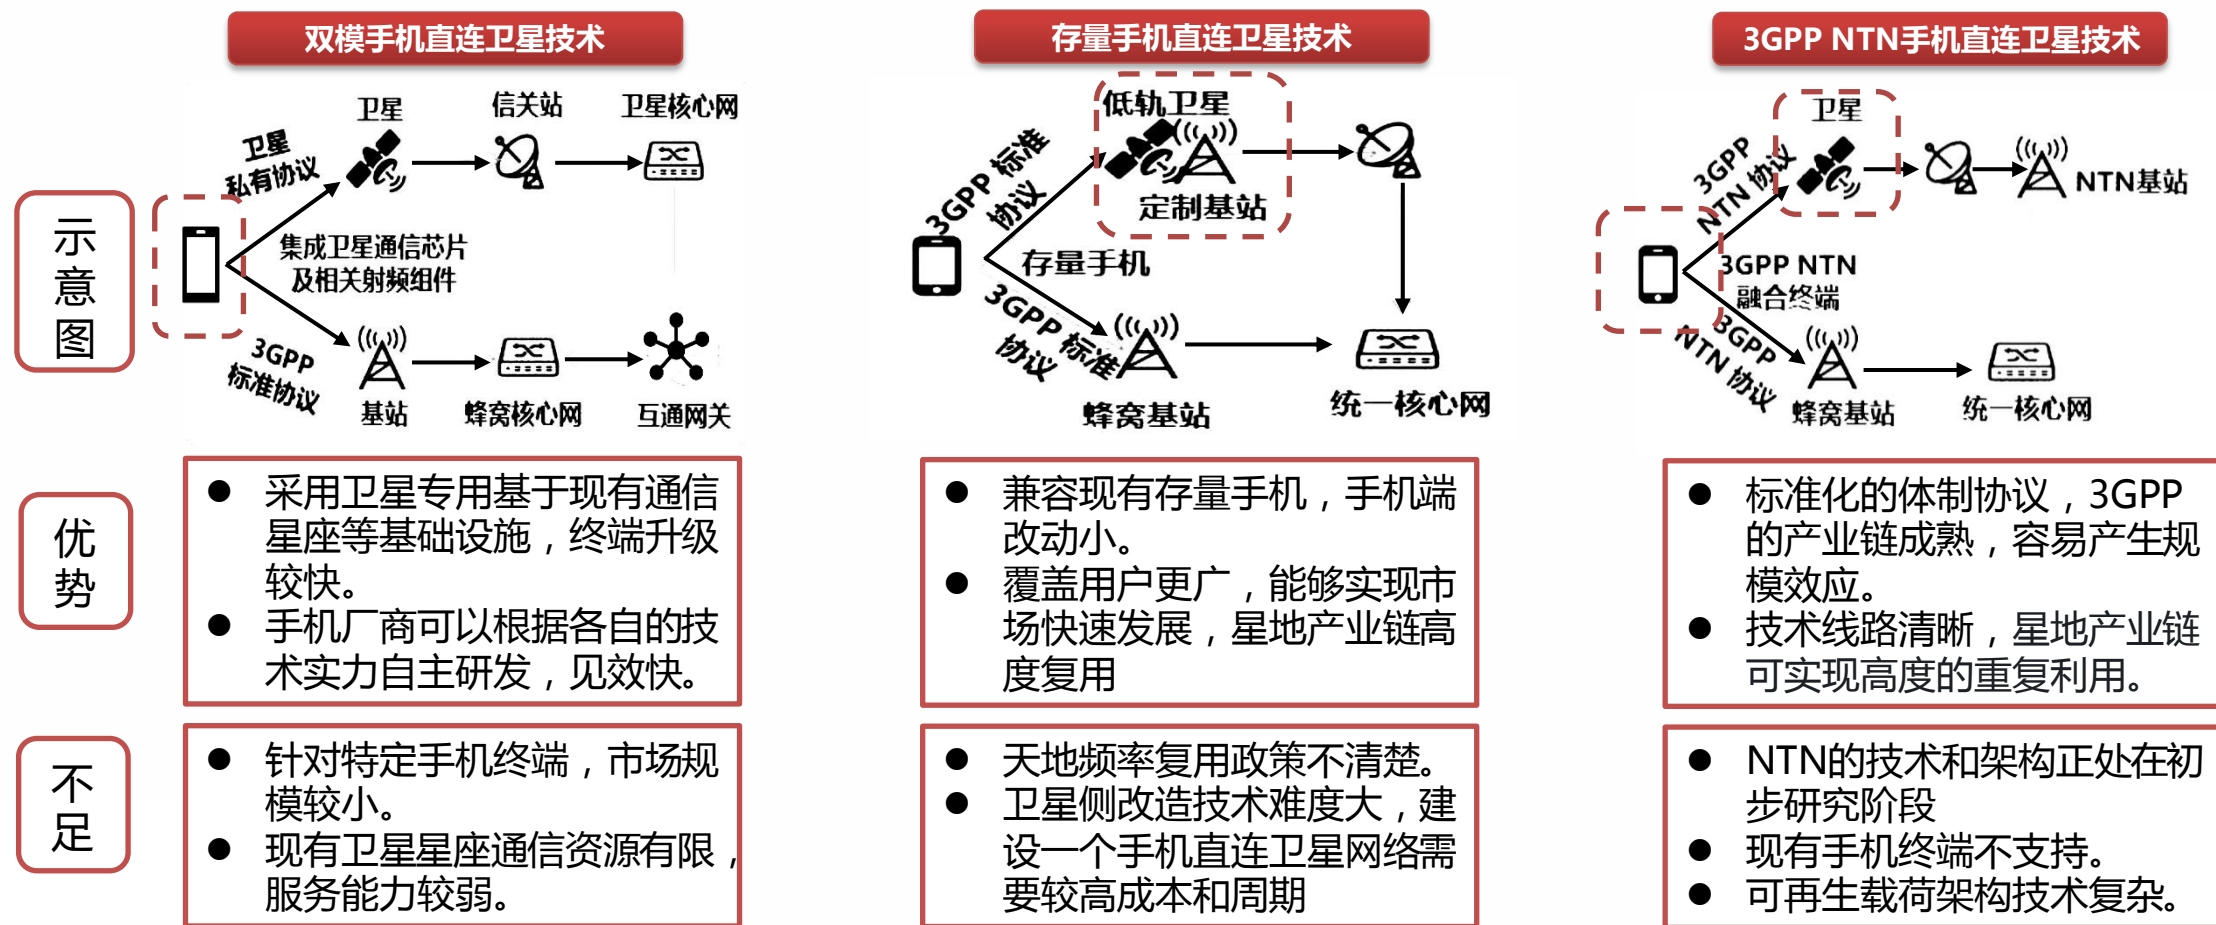 双模手机直连卫星技术
存量手机直连卫星技术
3GPP NTN手机直连卫星技术
示意图
卫星
信关站
卫星核心网
卫星
私有协议
集成卫星通信芯片
及相关射频组件
3GPP
标准协议
基站
蜂窝核心网
互通网关
低轨卫星
定制基站
3GPP 标准
协议
存量手机
3GPP 标准
协议
蜂窝基站
统一核心网
卫星
3GPP
NTN 协议
NTN基站
3GPP NTN
融合终端
3GPP
NTN 协议
蜂窝基站
统一核心网
优势
● 采用卫星专用基于现有通信
星座等基础设施，终端升级
较快。
● 手机厂商可以根据各自的技
术实力自主研发，见效快。
● 兼容现有存量手机，手机端
改动小。
● 覆盖用户更广，能够实现市
场快速发展，星地产业链高
度复用
● 标准化的体制协议，3GPP
的产业链成熟，容易产生规
模效应。
● 技术线路清晰，星地产业链
可实现高度的重复利用。
不足
● 针对特定手机终端，市场规
模较小。
● 现有卫星星座通信资源有限，
服务能力较弱。
● 天地频率复用政策不清楚。
● 卫星侧改造技术难度大，建
设一个手机直连卫星网络需
要较高成本和周期
● NTN的技术和架构正处在初
步研究阶段
● 现有手机终端不支持。
● 可再生载荷架构技术复杂。